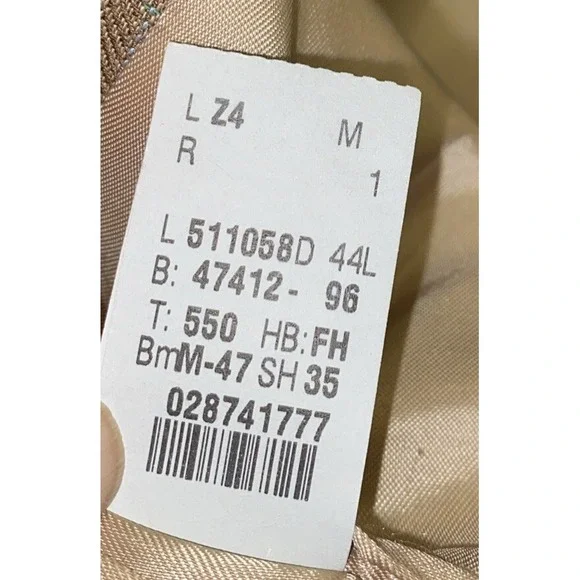 L Z4 M
R 1
L 511058D 44L
B: 47412- 96
T: 550 HB: FH
BmM-47 SH 35
028741777